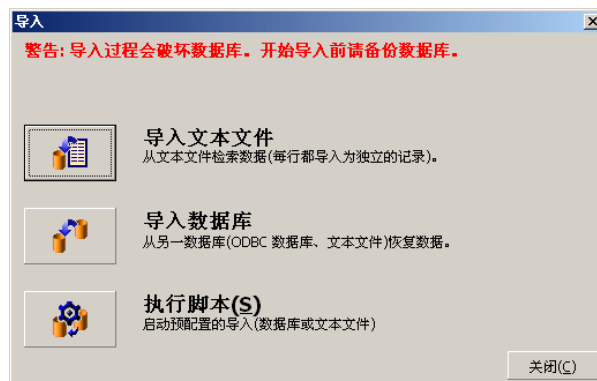 导入
警告: 导入过程会破坏数据库。开始导入前请备份数据库。
导入文本文件
从文本文件检索数据(每行都导入为独立的记录)。
导入数据库
从另一数据库(ODBC 数据库、文本文件)恢复数据。
执行脚本(S)
启动预配置的导入(数据库或文本文件)
关闭(C)